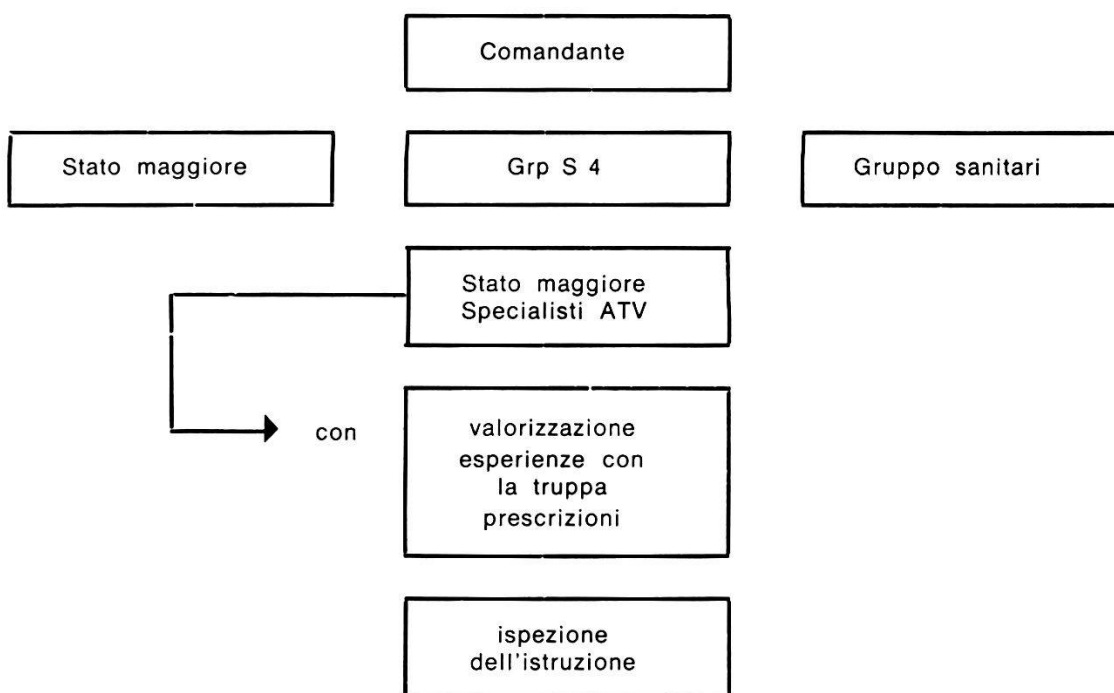 Comandante
Stato maggiore
Grp S 4
Gruppo sanitari
Stato maggiore
Specialisti ATV
con
valorizzazione
esperienze con
la truppa
prescrizioni
ispezione
dell'istruzione